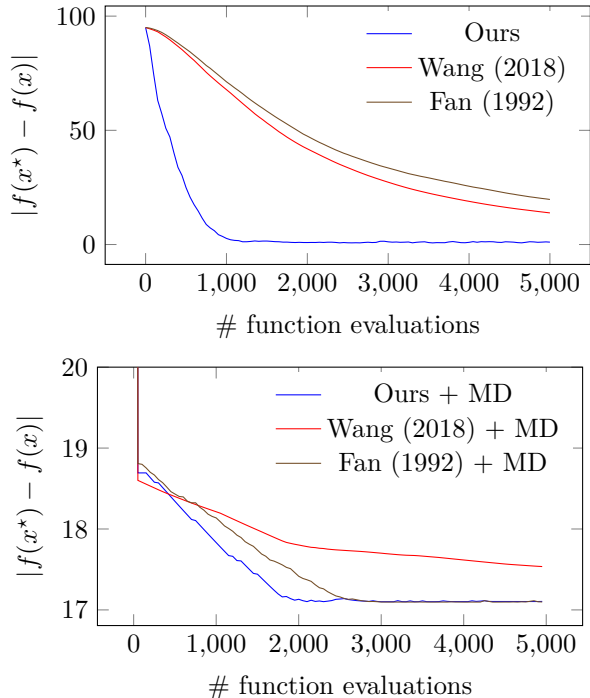 100
50
0
|f(x⋆) − f(x)|
Ours
Wang (2018)
Fan (1992)
0 1,000 2,000 3,000 4,000 5,000
# function evaluations
20
19
18
17
|f(x⋆) − f(x)|
Ours + MD
Wang (2018) + MD
Fan (1992) + MD
0 1,000 2,000 3,000 4,000 5,000
# function evaluations